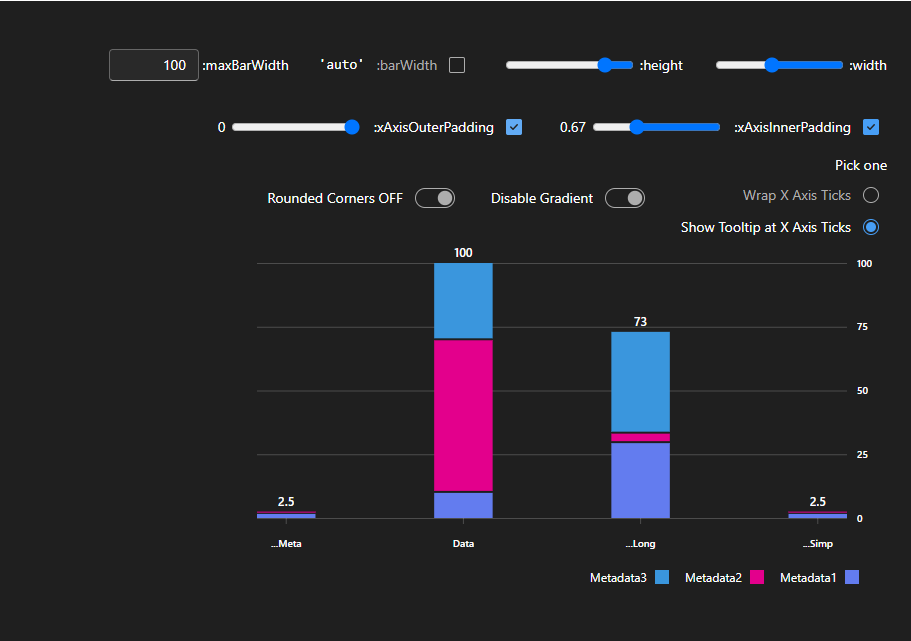 100 :maxBarWidth 'auto' :barWidth :height :width
0 :xAxisOuterPadding 0.67 :xAxisInnerPadding
Pick one
Rounded Corners OFF Disable Gradient Wrap X Axis Ticks
Show Tooltip at X Axis Ticks
100 100
75
73
50
25
2.5 2.5
0
...Meta Data ...Long ...Simp
Metadata3 Metadata2 Metadata1